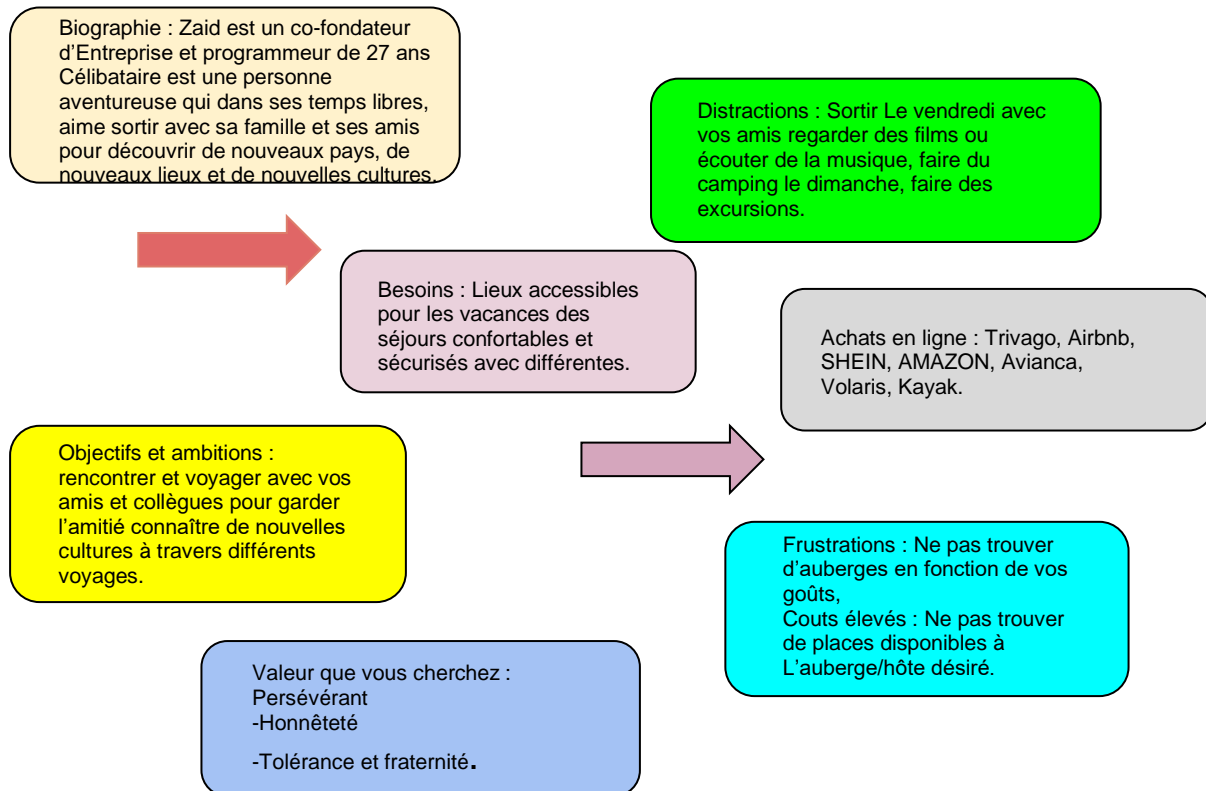 Biographie : Zaid est un co-fondateur
d’Entreprise et programmeur de 27 ans
Célibataire est une personne
aventureuse qui dans ses temps libres,
aime sortir avec sa famille et ses amis
pour découvrir de nouveaux pays, de
nouveaux lieux et de nouvelles cultures.
Distractions : Sortir Le vendredi avec
vos amis regarder des films ou
écouter de la musique, faire du
camping le dimanche, faire des
excursions.
Besoins : Lieux accessibles
pour les vacances des
séjours confortables et
sécurisés avec différentes.
Achats en ligne : Trivago, Airbnb,
SHEIN, AMAZON, Avianca,
Volaris, Kayak.
Objectifs et ambitions :
rencontrer et voyager avec vos
amis et collègues pour garder
l’amitié connaître de nouvelles
cultures à travers différents
voyages.
Frustrations : Ne pas trouver
d’auberges en fonction de vos
goûts,
Couts élevés : Ne pas trouver
de places disponibles à
L’auberge/hôte désiré.
Valeur que vous cherchez :
Persévérant
-Honnêteté
-Tolérance et fraternité.